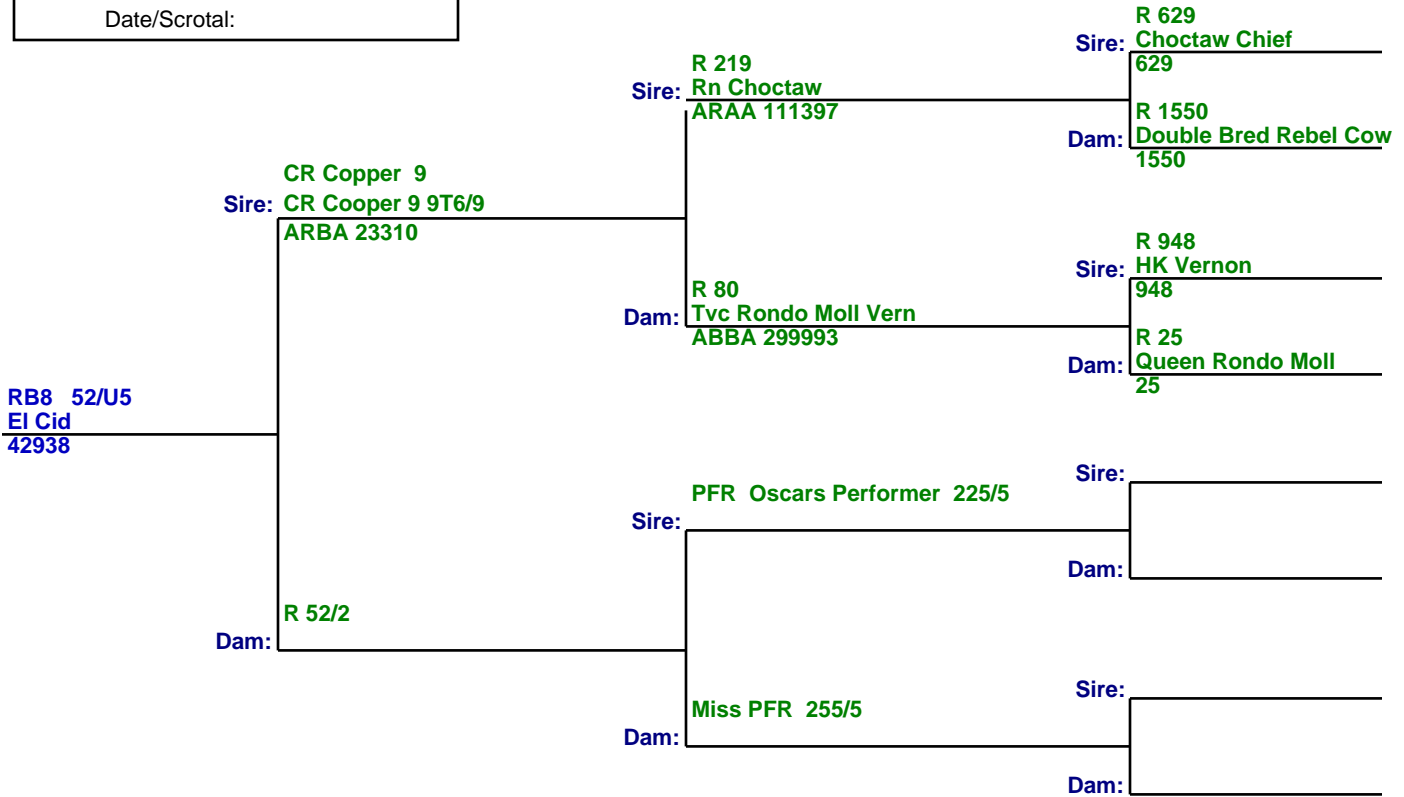 Date/Scrotal:
R 629
Sire: Choctaw Chief
629
R 219
Sire: Rn Choctaw
ARAA 111397
R 1550
Dam: Double Bred Rebel Cow
1550
CR Copper 9
Sire: CR Cooper 9 9T6/9
ARBA 23310
R 948
Sire: HK Vernon
948
R 80
Dam: Tvc Rondo Moll Vern
ABBA 299993
R 25
Dam: Queen Rondo Moll
25
RB8 52/U5
El Cid
42938
Sire:
PFR Oscars Performer 225/5
Sire:
Dam:
R 52/2
Dam:
Sire:
Miss PFR 255/5
Dam:
Dam: